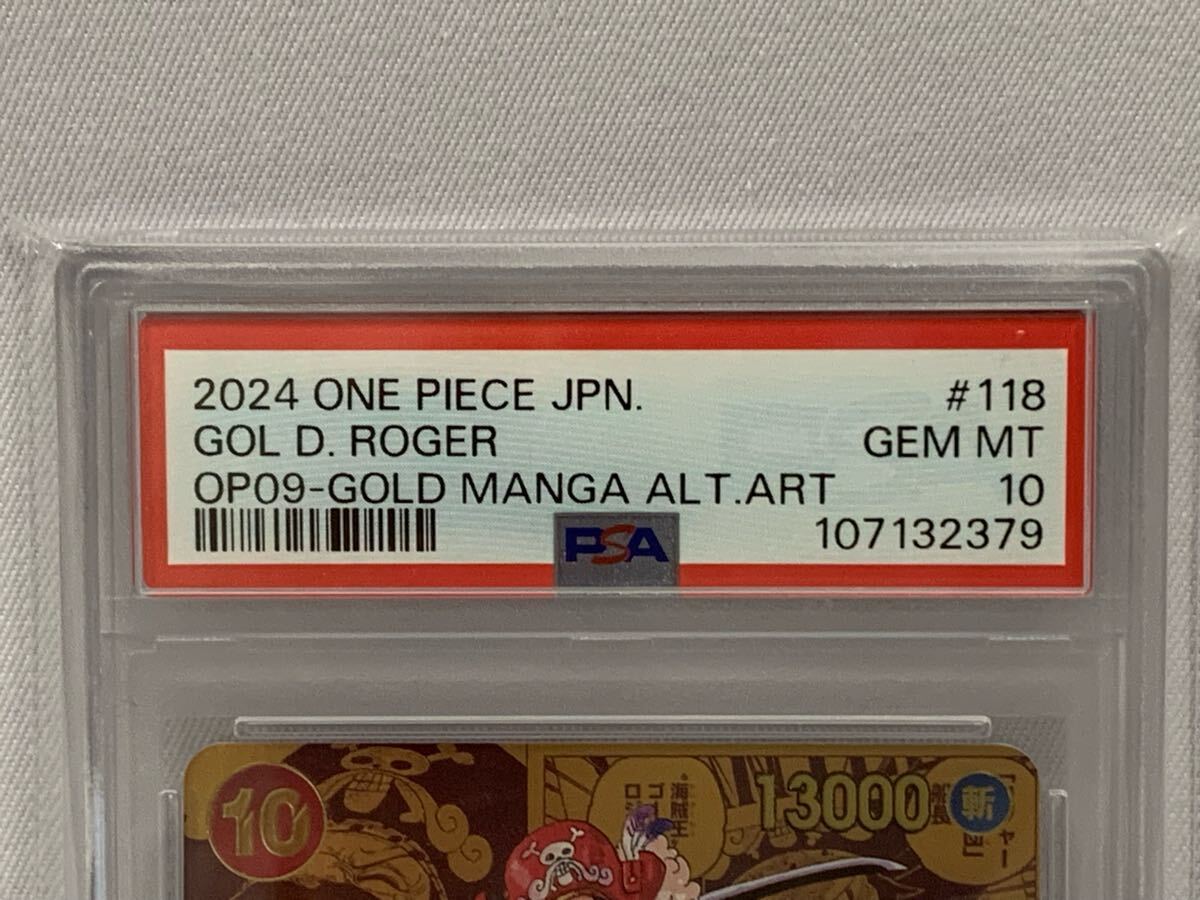 2024 ONE PIECE JPN. #118
GOL D. ROGER GEM MT
OP09-GOLD MANGA ALT.ART 10
PSA 107132379
10
13000
斬
海賊王